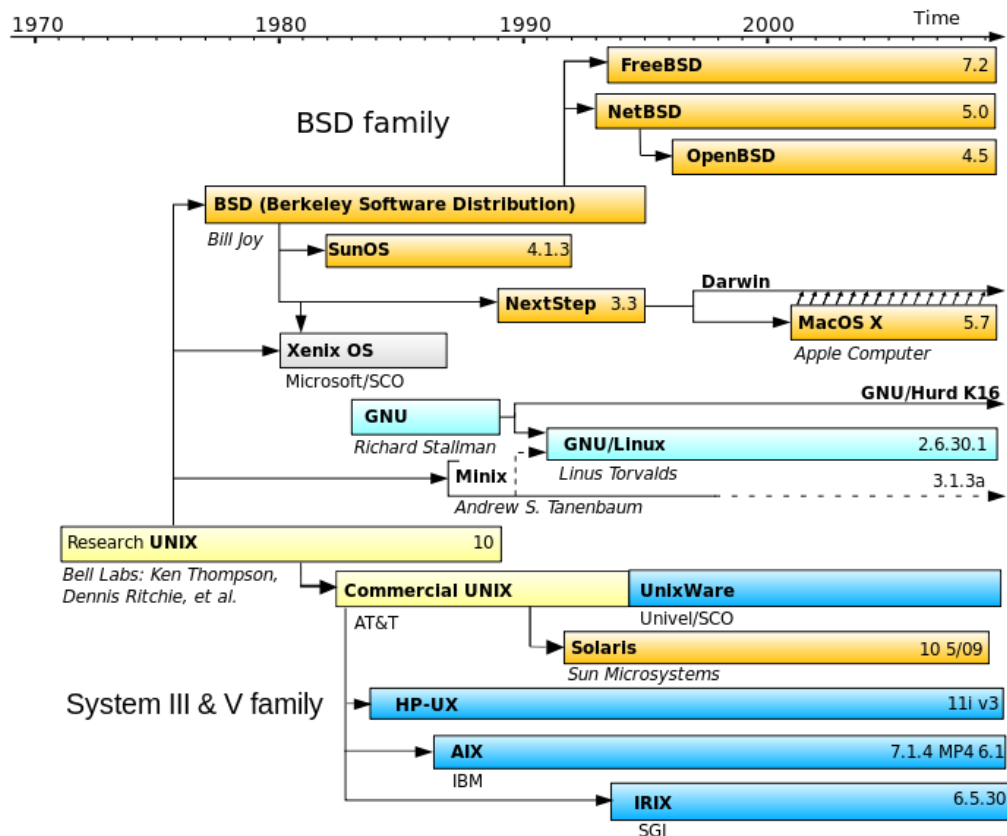 1970 1980 1990 2000 Time
FreeBSD 7.2
BSD family
NetBSD 5.0
OpenBSD 4.5
BSD (Berkeley Software Distribution)
Bill Joy
SunOS 4.1.3
Darwin
NextStep 3.3
MacOS X 5.7
Apple Computer
Xenix OS
Microsoft/SCO
GNU/Hurd K16
GNU
Richard Stallman
GNU/Linux 2.6.30.1
Linus Torvalds
Minix 3.1.3a
Andrew S. Tanenbaum
Research UNIX 10
Bell Labs: Ken Thompson,
Dennis Ritchie, et al.
Commercial UNIX UnixWare
AT&T Univel/SCO
Solaris 10 5/09
Sun Microsystems
System III & V family
HP-UX 11i v3
AIX 7.1.4 MP4 6.1
IBM
IRIX 6.5.30
SGI